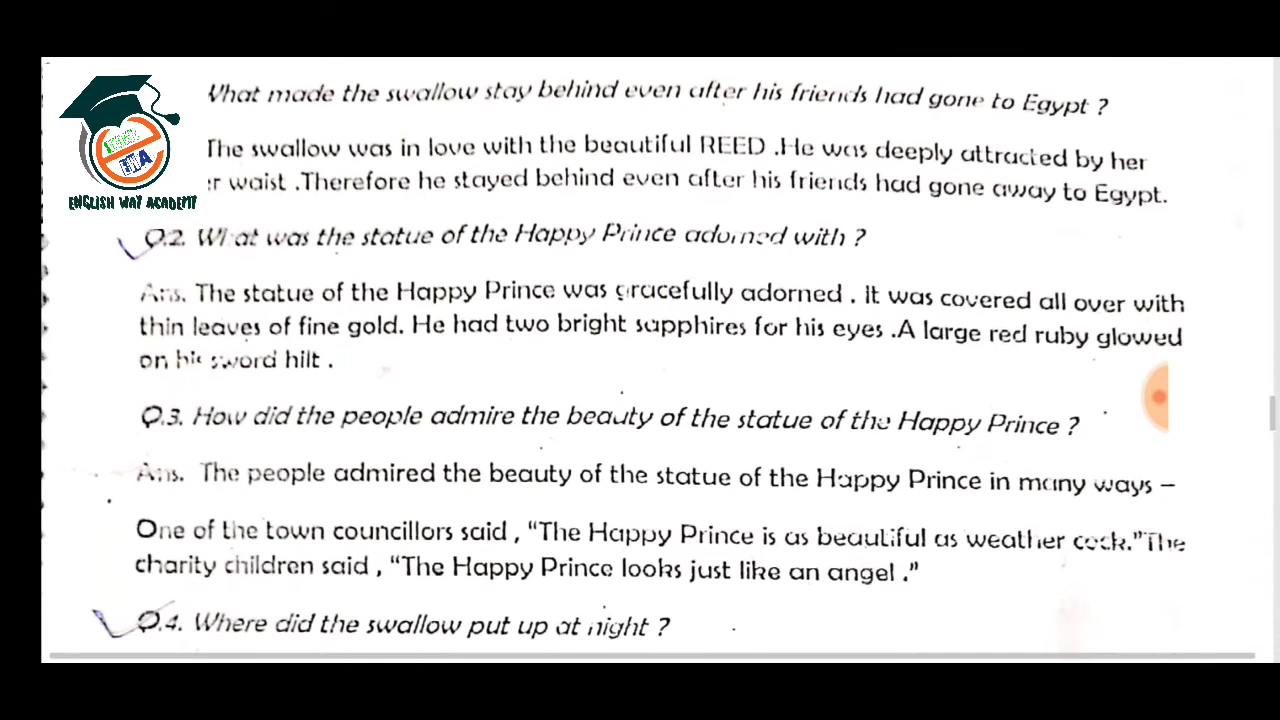 What made the swallow stay behind even after his friends had gone to Egypt ?
The swallow was in love with the beautiful REED .He was deeply attracted by her
r waist .Therefore he stayed behind even after his friends had gone away to Egypt.
ENGLISH WAY ACADEMY
Q.2. What was the statue of the Happy Prince adorned with ?
Ans. The statue of the Happy Prince was gracefully adorned . It was covered all over with
thin leaves of fine gold. He had two bright sapphires for his eyes .A large red ruby glowed
on his sword hilt .
Q.3. How did the people admire the beauty of the statue of the Happy Prince ?
Ans. The people admired the beauty of the statue of the Happy Prince in many ways –
One of the town councillors said , “The Happy Prince is as beautiful as weather cock.”The
charity children said , “The Happy Prince looks just like an angel .”
Q.4. Where did the swallow put up at night ?